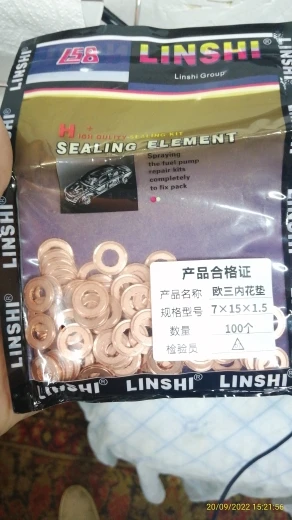 LINSHI®
LINSHI®
Linshi Group
HIGH QUALITY SEALING KIT
SEALING ELEMENT
Spraying
the fuel pump
repair kits
completely
to fix pack
LINSHI®
LINSHI®
LINSHI®
产品合格证
产品名称 欧三内花垫
规格型号 7×15×1.5
数量 100个
检验员 △
LINSHI®
LINSHI®
20/09/2022 15:21:56